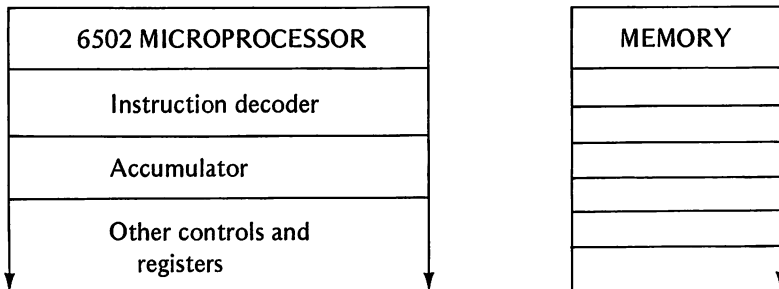 6502 MICROPROCESSOR
Instruction decoder
Accumulator
Other controls and
registers
MEMORY